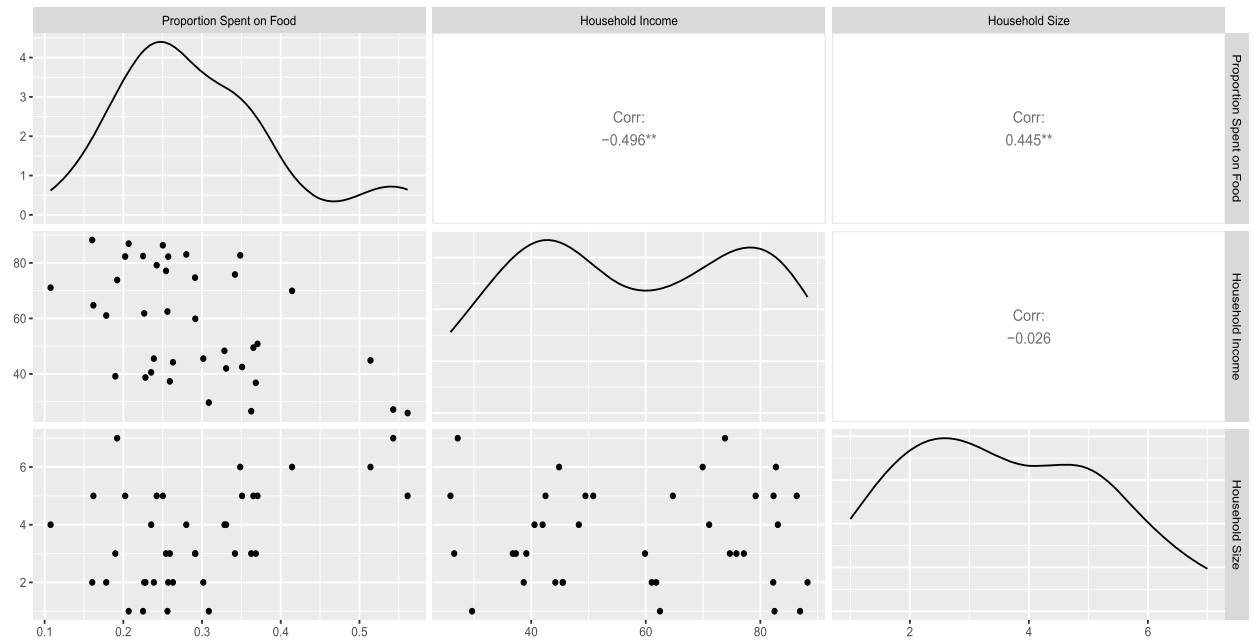 Proportion Spent on Food
Household Income
Household Size
4
3
2
1
0
Corr:
−0.496**
Corr:
0.445**
Proportion Spent on Food
80
60
40
Corr:
−0.026
Household Income
6
4
2
Household Size
0.1
0.2
0.3
0.4
0.5
40
60
80
2
4
6